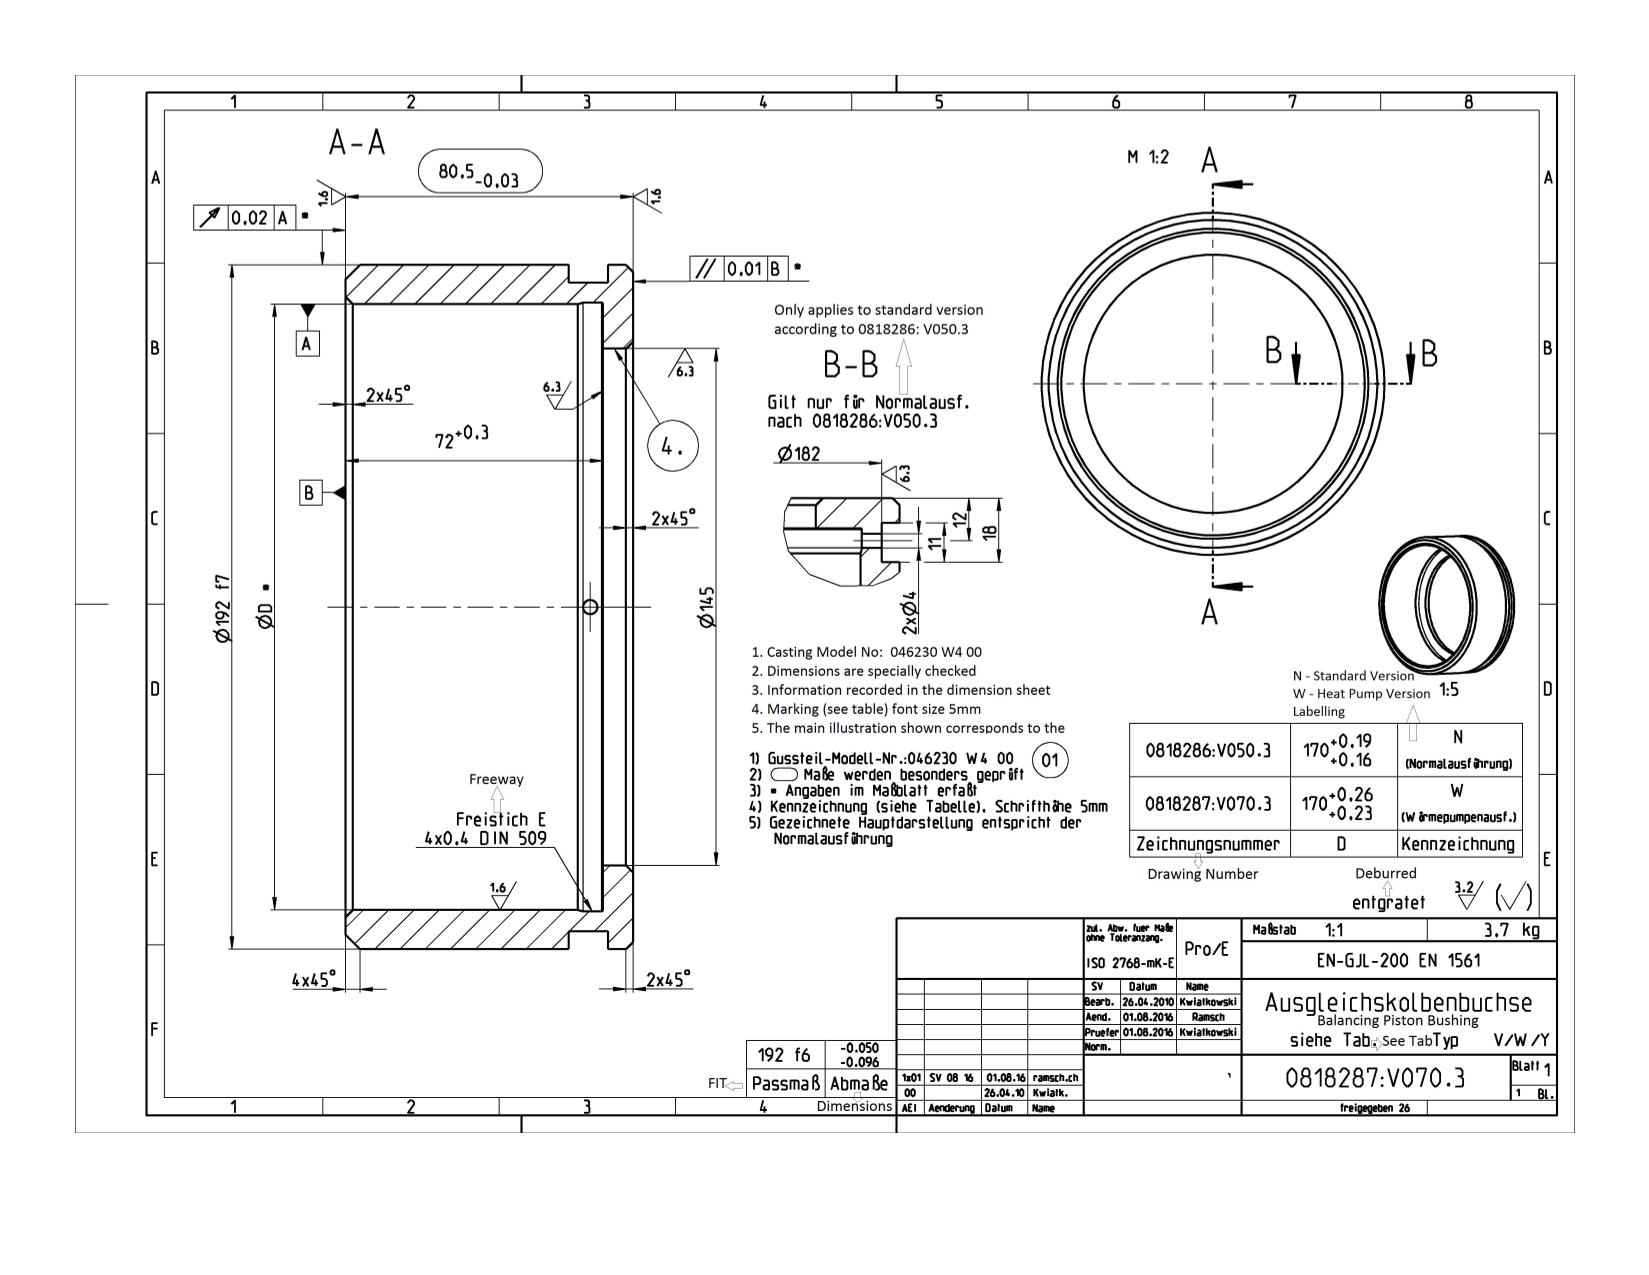 1 2 3 4 5 6 7 8
A
B
C
D
E
F
A
B
C
D
E
A-A
80.5 -0.03
1.6
1.6
0.02 A *
// 0.01 B *
A
B
2x45°
72 +0.3
6.3
6.3
4.
2x45°
Ø192 f7
ØD *
Ø145
Freeway
Freistich E
4x0.4 DIN 509
1.6
4x45°
2x45°
Only applies to standard version
according to 0818286: V050.3
B-B
Gilt nur für Normalausf.
nach 0818286:V050.3
Ø182
6.3
11
12
18
2xØ4
M 1:2
A
B B
A
1:5
1. Casting Model No: 046230 W4 00
2. Dimensions are specially checked
3. Information recorded in the dimension sheet
4. Marking (see table) font size 5mm
5. The main illustration shown corresponds to the
1) Gussteil-Modell-Nr.:046230 W4 00
01
2) Maße werden besonders geprüft
3) * Angaben im Maßblatt erfaßt
4) Kennzeichnung (siehe Tabelle). Schrifthöhe 5mm
5) Gezeichnete Hauptdarstellung entspricht der
Normalausführung
N - Standard Version
W - Heat Pump Version
Labelling
0818286:V050.3 170 +0.19 +0.16 N (Normalausführung)
0818287:V070.3 170 +0.26 +0.23 W (Wärmepumpenausf.)
Zeichnungsnummer D Kennzeichnung
Drawing Number
Deburred
entgratet
3.2
(√)
zul. Abw. fuer Maße
ohne Toleranzang.
ISO 2768-mK-E
Pro/E
Maßstab 1:1 3.7 kg
EN-GJL-200 EN 1561
SV Datum Name
Bearb. 26.04.2010 Kwiatkowski
Aend. 01.08.2016 Ramsch
Pruefer 01.08.2016 Kwiatkowski
Norm.
Ausgleichskolbenbuchse
Balancing Piston Bushing
siehe Tab. See Tab Typ V/W/Y
0818287:V070.3
Blatt 1
1 Bl.
freigegeben 26
192 f6 -0.050 -0.096
FIT Passmaß Abmaße
Dimensions
1x01 SV 08 16 01.08.16 ramsch.ch
00 26.04.10 Kwiatk.
AEI Aenderung Datum Name
1 2 3 4